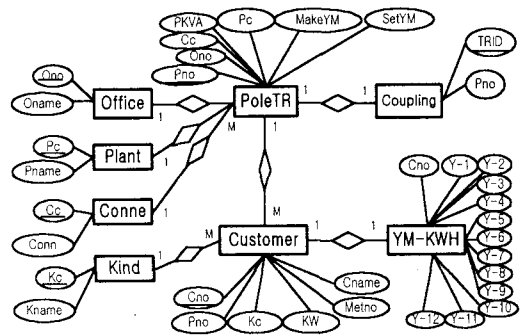 PKVA
Pc
MakeYM
SetYM
Cc
Ono
Pno
TRID
Pno
Ono
Oname
Office
1
M
PoleTR
1
1
Coupling
Pc
Pname
Plant
1
M
1
Cc
Conn
Conne
1
Cno
Y-1
Y-2
Y-3
Y-4
Y-5
Y-6
Y-7
Y-8
Y-9
Y-10
Y-11
Y-12
M
Kc
Kname
Kind
1
M
Customer
1
1
YM-KWH
Cno
Pno
Kc
KW
Metno
Cname